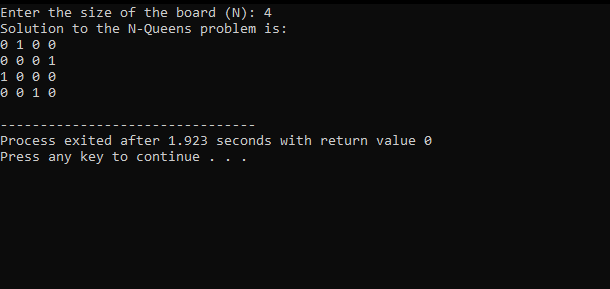 Enter the size of the board (N): 4
Solution to the N-Queens problem is:
0 1 0 0
0 0 0 1
1 0 0 0
0 0 1 0
--------------------------------
Process exited after 1.923 seconds with return value 0
Press any key to continue . . .